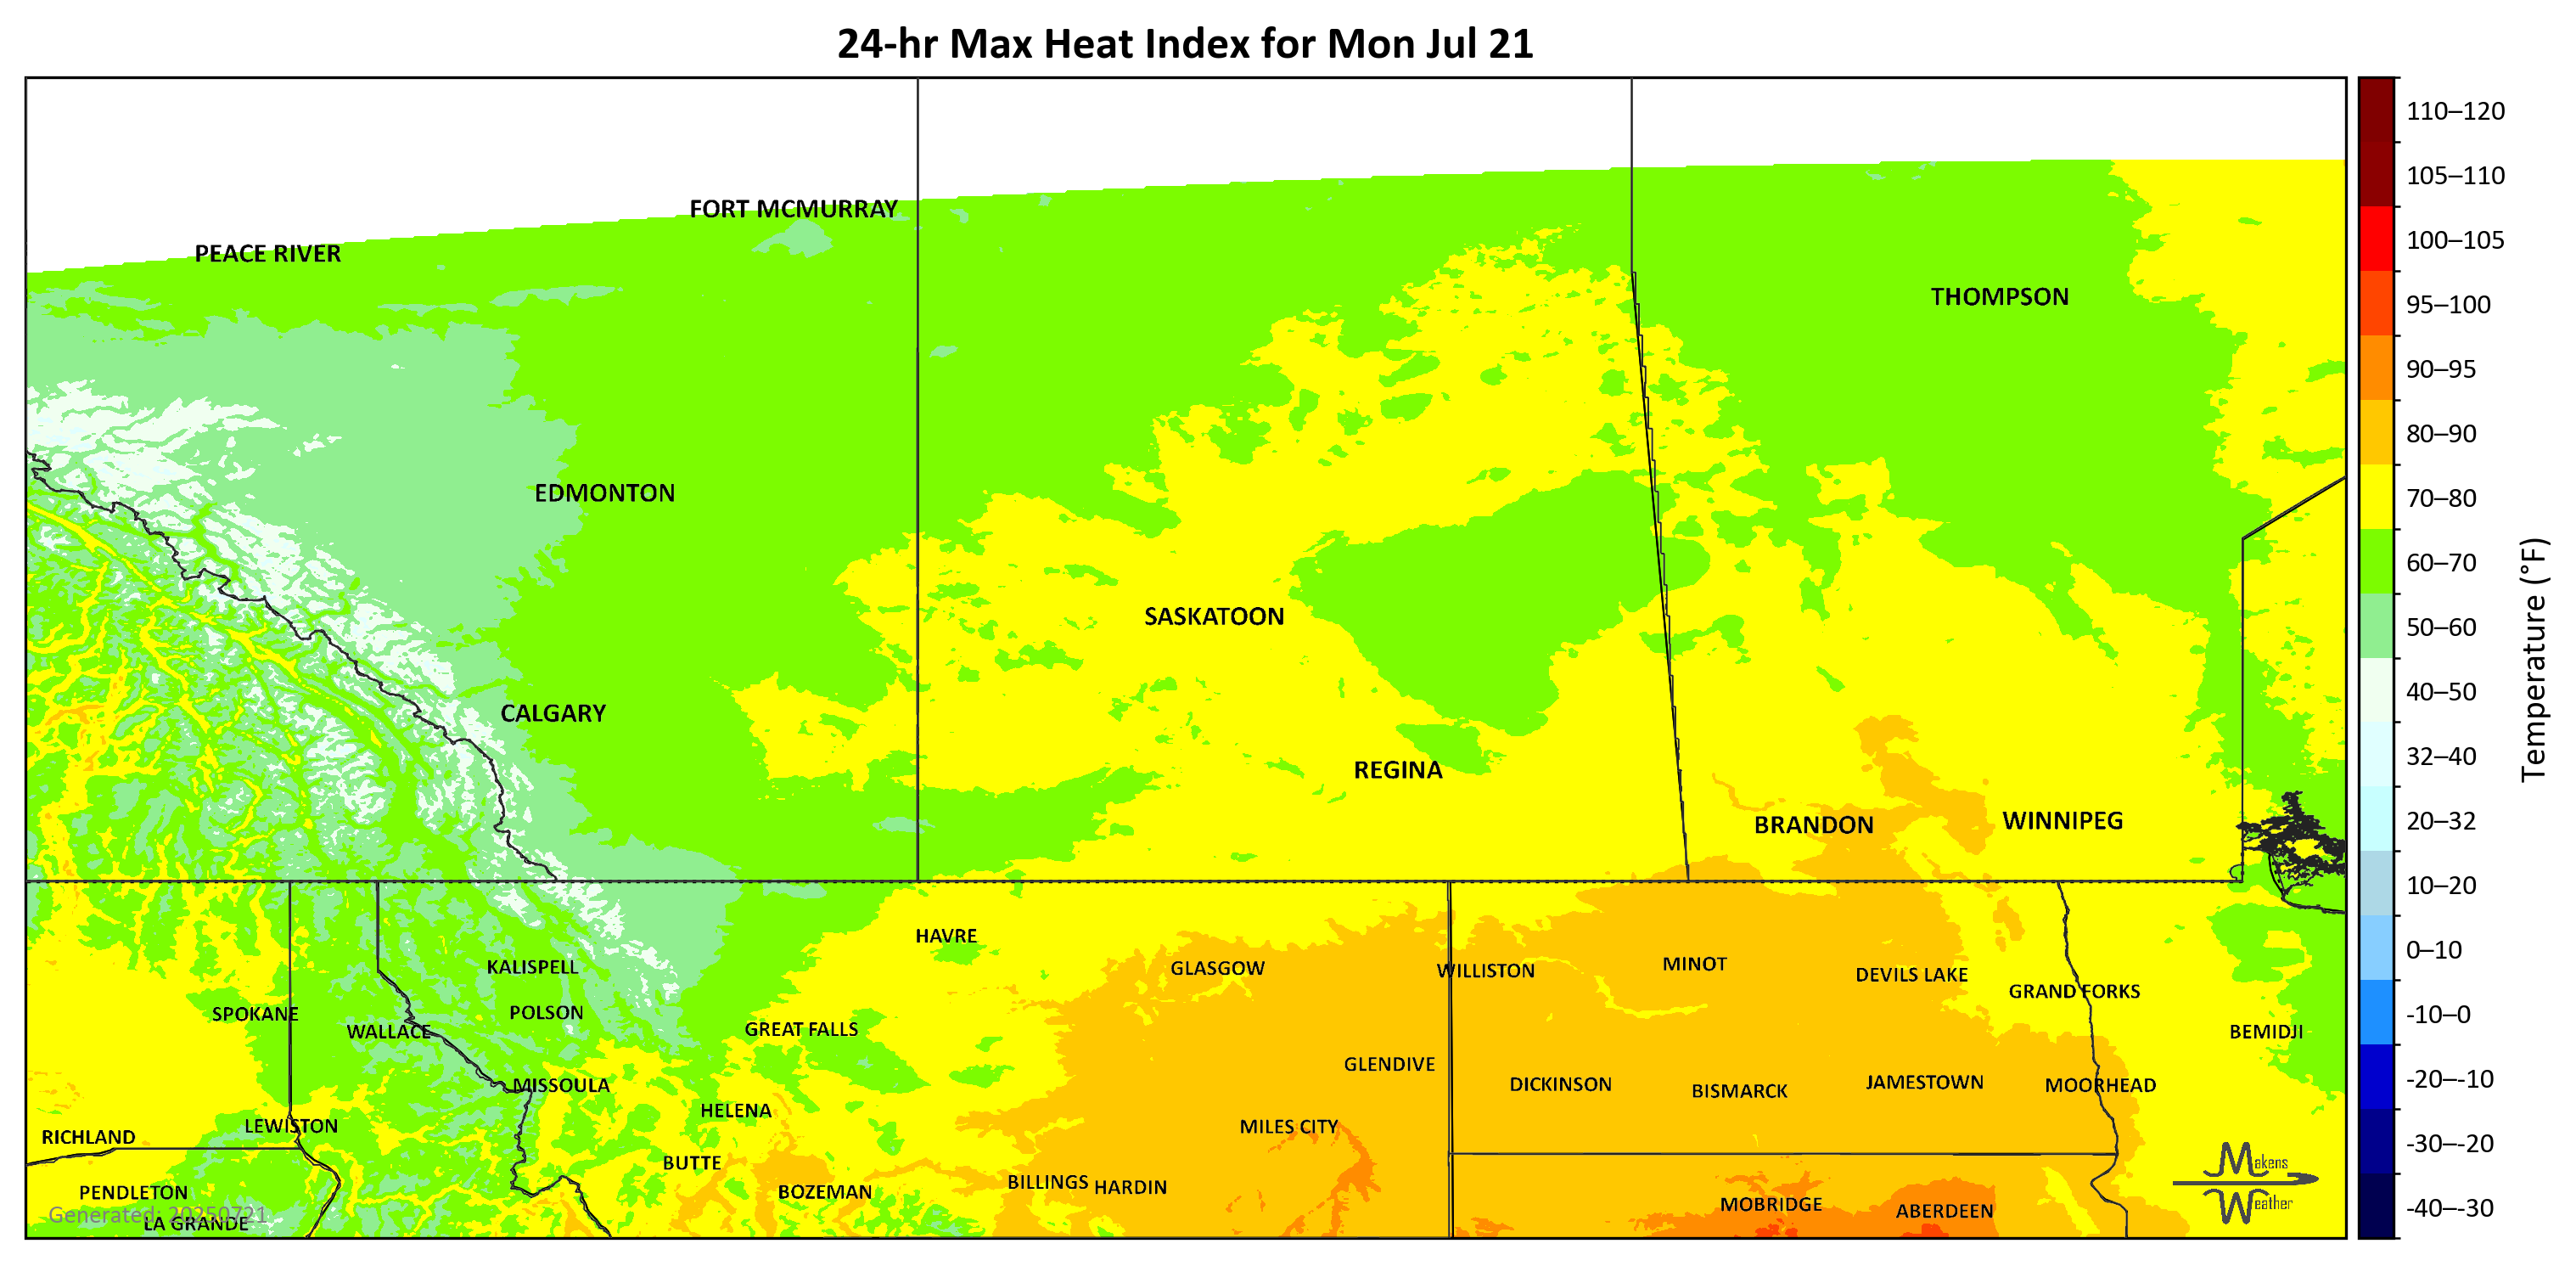 24-hr Max Heat Index for Mon Jul 21
110–120
105–110
FORT MCMURRAY
100–105
PEACE RIVER
THOMPSON
95–100
90–95
80–90
EDMONTON
70–80
60–70
SASKATOON
50–60
Temperature (°F)
40–50
CALGARY
32–40
REGINA
BRANDON
WINNIPEG
20–32
10–20
HAVRE
0–10
KALISPELL
GLASGOW
WILLISTON
MINOT
DEVILS LAKE
GRAND FORKS
SPOKANE
POLSON
-10–0
WALLACE
GREAT FALLS
BEMIDJI
GLENDIVE
MISSOULA
DICKINSON
BISMARCK
JAMESTOWN
MOORHEAD
-20–-10
HELENA
LEWISTON
MILES CITY
RICHLAND
-30–-20
BUTTE
Makens
PENDLETON
BOZEMAN
BILLINGS
HARDIN
MOBRIDGE
ABERDEEN
Weather
-40–-30
Generated: 20250721
LA GRANDE